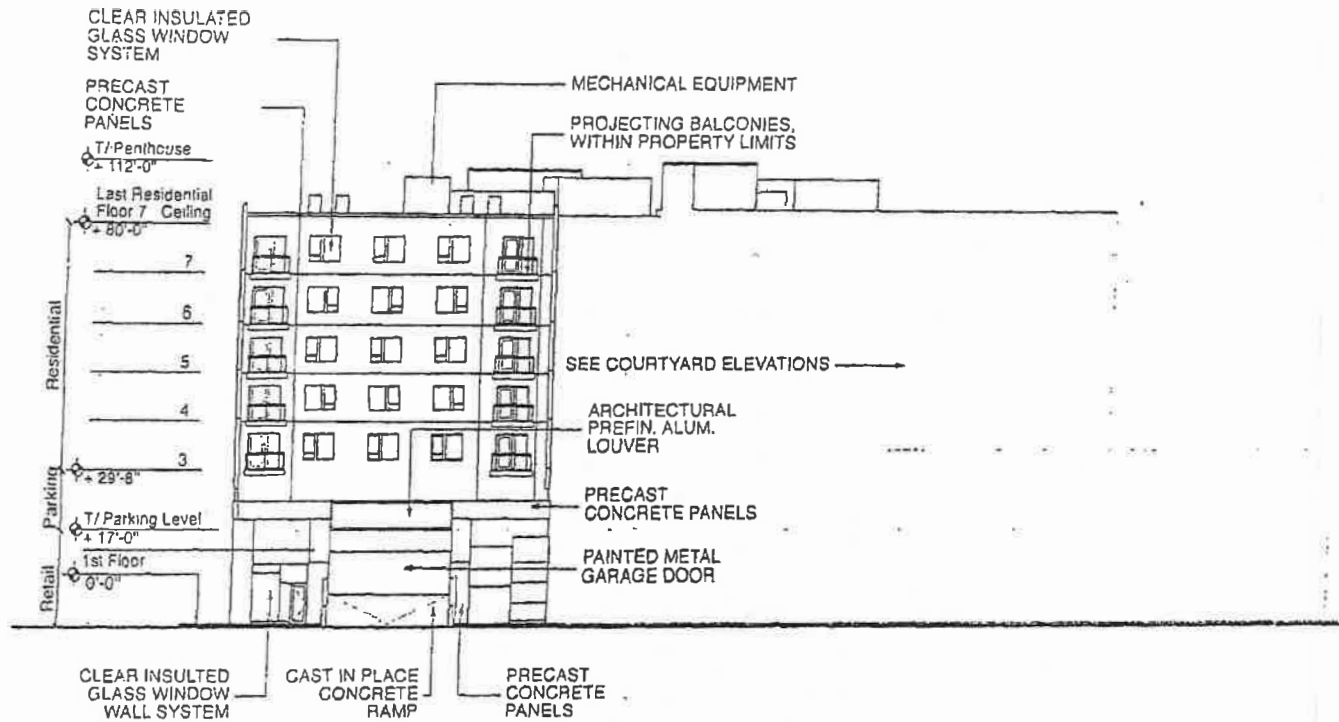 CLEAR INSULATED
GLASS WINDOW
SYSTEM
PRECAST
CONCRETE
PANELS
MECHANICAL EQUIPMENT
PROJECTING BALCONIES,
WITHIN PROPERTY LIMITS
T/ Penthouse
+ 112'-0"
Last Residential
Floor 7 Ceiling
+ 80'-0"
7
6
5
4
3
+ 29'-8"
T/ Parking Level
+ 17'-0"
1st Floor
0'-0"
Residential
Parking
Retail
SEE COURTYARD ELEVATIONS
ARCHITECTURAL
PREFIN. ALUM.
LOUVER
PRECAST
CONCRETE PANELS
PAINTED METAL
GARAGE DOOR
CLEAR INSULTED
GLASS WINDOW
WALL SYSTEM
CAST IN PLACE
CONCRETE
RAMP
PRECAST
CONCRETE
PANELS